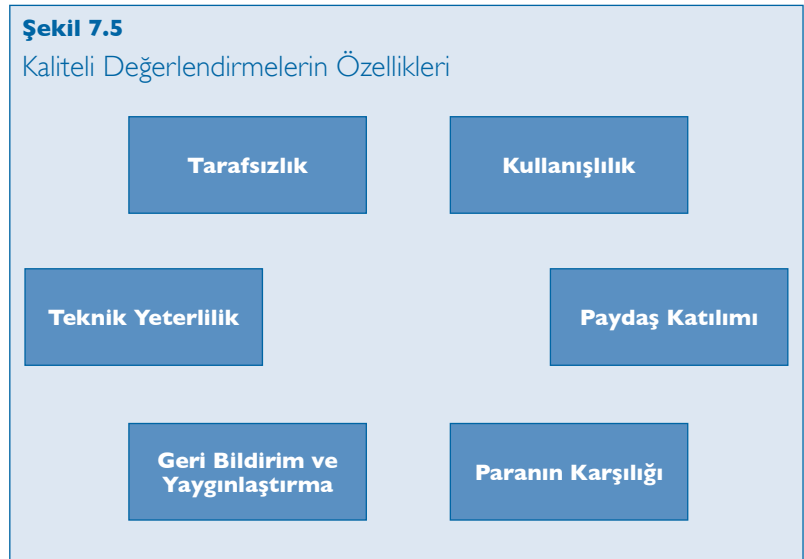 Şekil 7.5
Kaliteli Değerlendirmelerin Özellikleri
Tarafsızlık
Kullanışlılık
Teknik Yeterlilik
Paydaş Katılımı
Geri Bildirim ve
Yaygınlaştırma
Paranın Karşılığı